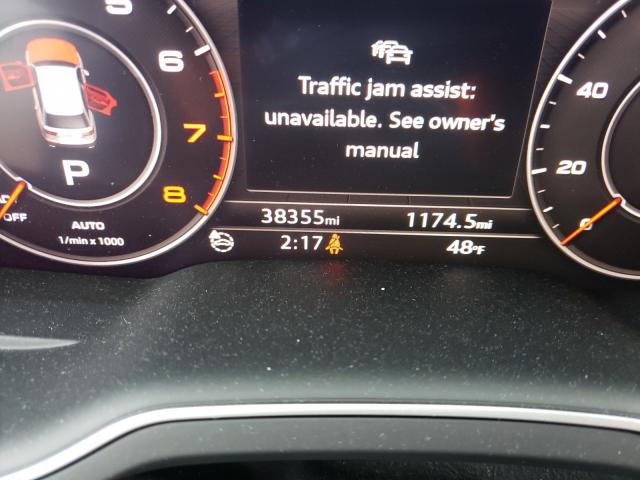 6
7
8
P
OFF
AUTO
1/min x 1000
Traffic jam assist:
unavailable. See owner's
manual
38355mi 1174.5mi
2:17 48°F
40
20
0